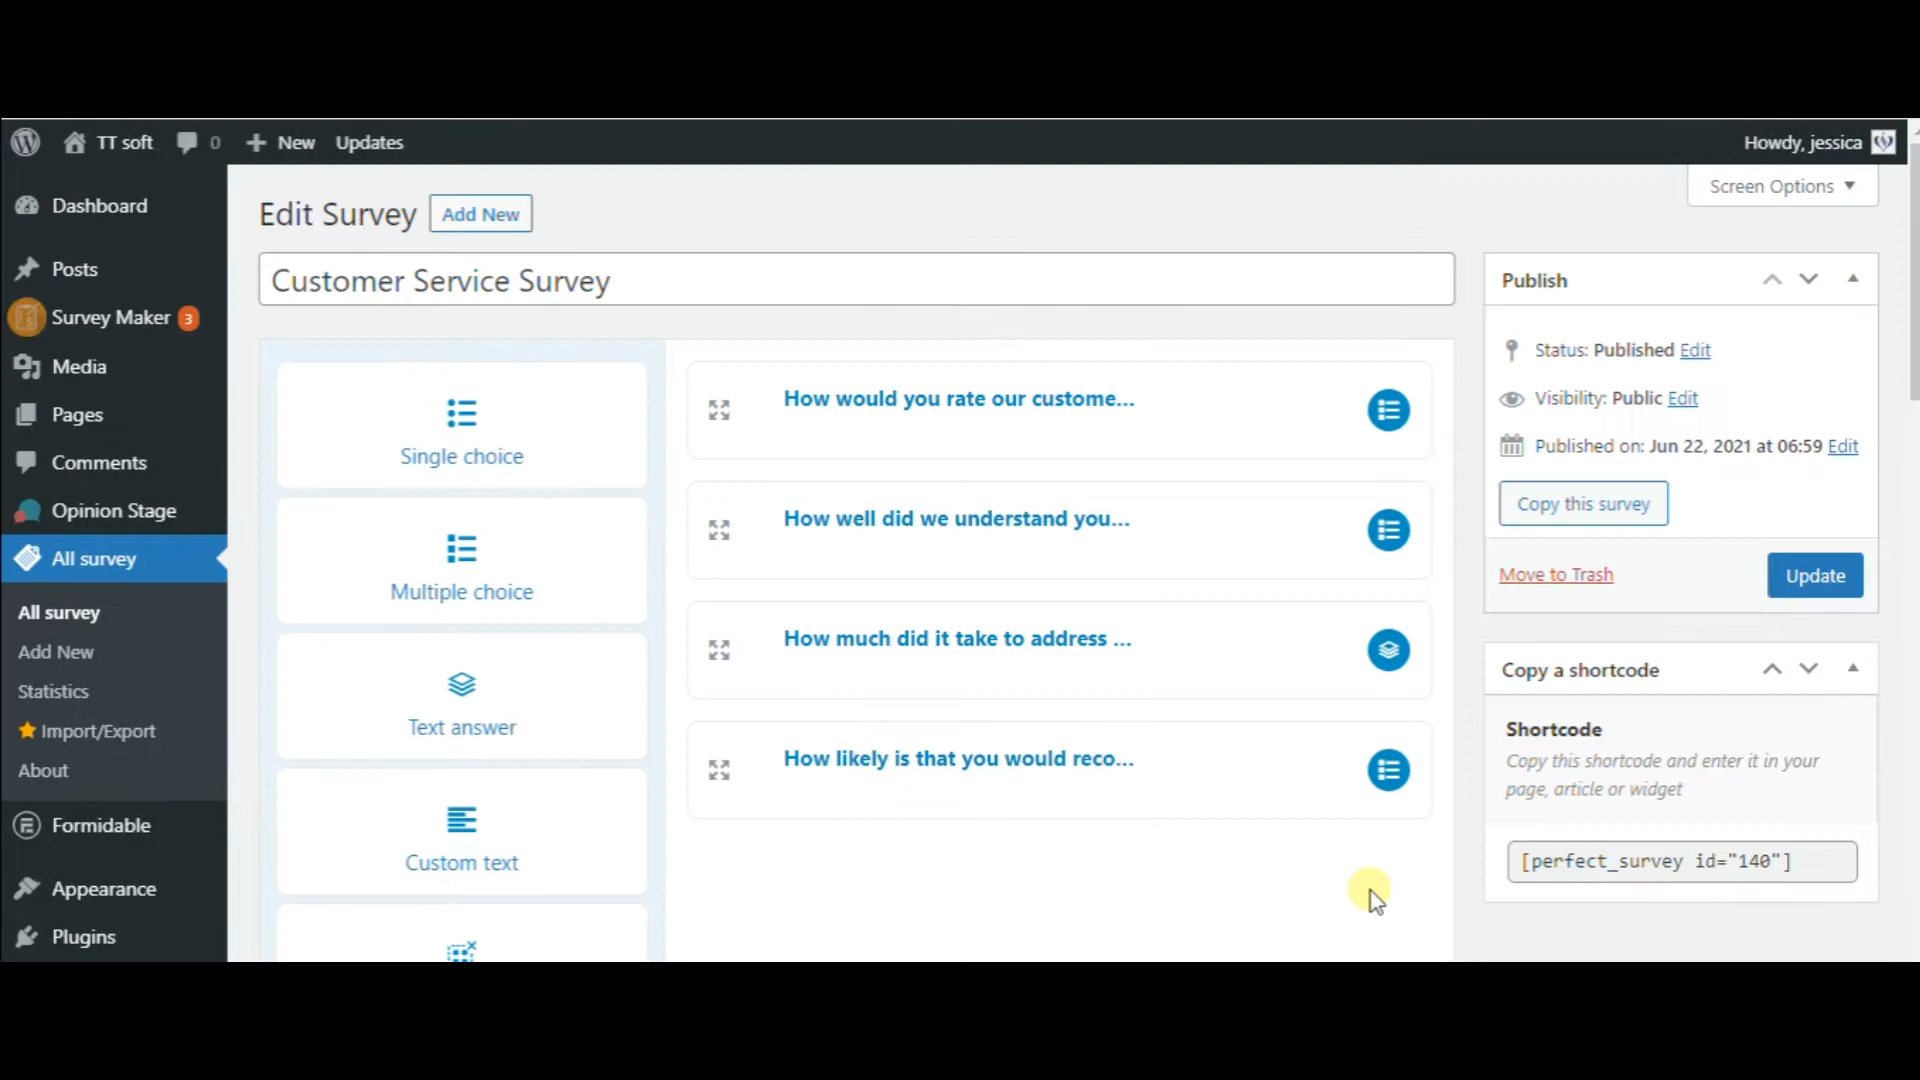 TT soft 0 New Updates Howdy, jessica
Screen Options
Dashboard
Posts
Survey Maker 3
Media
Pages
Comments
Opinion Stage
All survey
All survey
Add New
Statistics
Import/Export
About
Formidable
Appearance
Plugins
Edit Survey Add New
Customer Service Survey
Single choice
Multiple choice
Text answer
Custom text
How would you rate our custome...
How well did we understand you...
How much did it take to address ...
How likely is that you would reco...
Publish
Status: Published Edit
Visibility: Public Edit
Published on: Jun 22, 2021 at 06:59 Edit
Copy this survey
Move to Trash Update
Copy a shortcode
Shortcode
Copy this shortcode and enter it in your
page, article or widget
[perfect_survey id="140"]